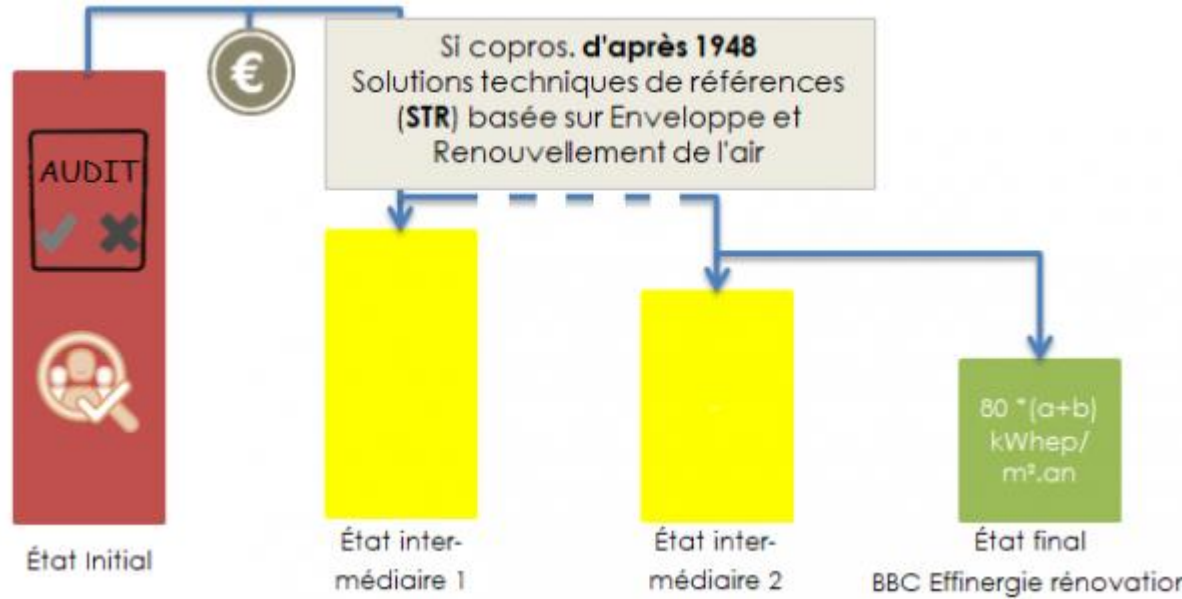 €
Si copros. d'après 1948
Solutions techniques de références
(STR) basée sur Enveloppe et
Renouvellement de l'air
AUDIT
80 *(a+b)
kWhep/
m².an
État Initial
État inter-
médiaire 1
État inter-
médiaire 2
État final
BBC Effinergie rénovation